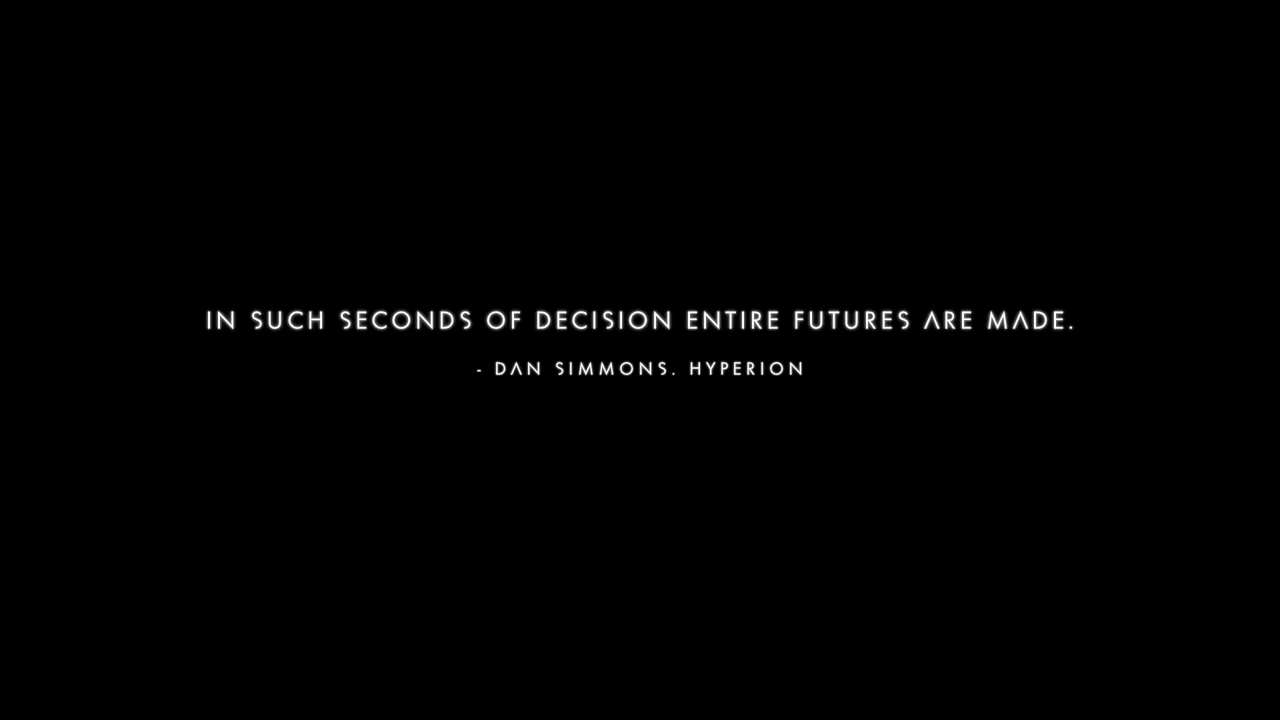 IN SUCH SECONDS OF DECISION ENTIRE FUTURES ARE MADE.
- DAN SIMMONS. HYPERION